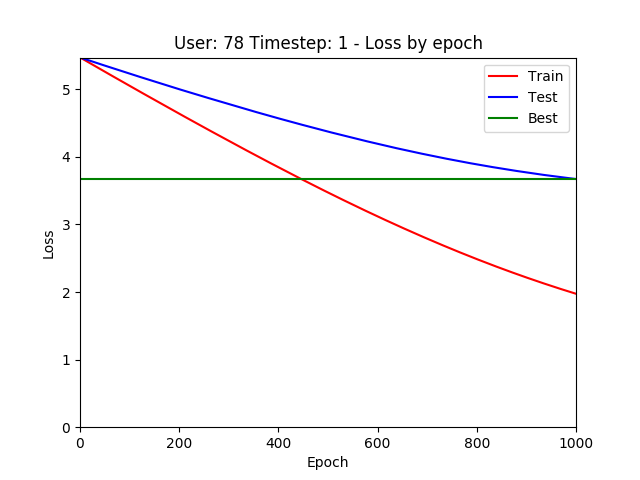 User: 78 Timestep: 1 - Loss by epoch
Train
Test
Best
5
4
3
2
1
0
Loss
0 200 400 600 800 1000
Epoch